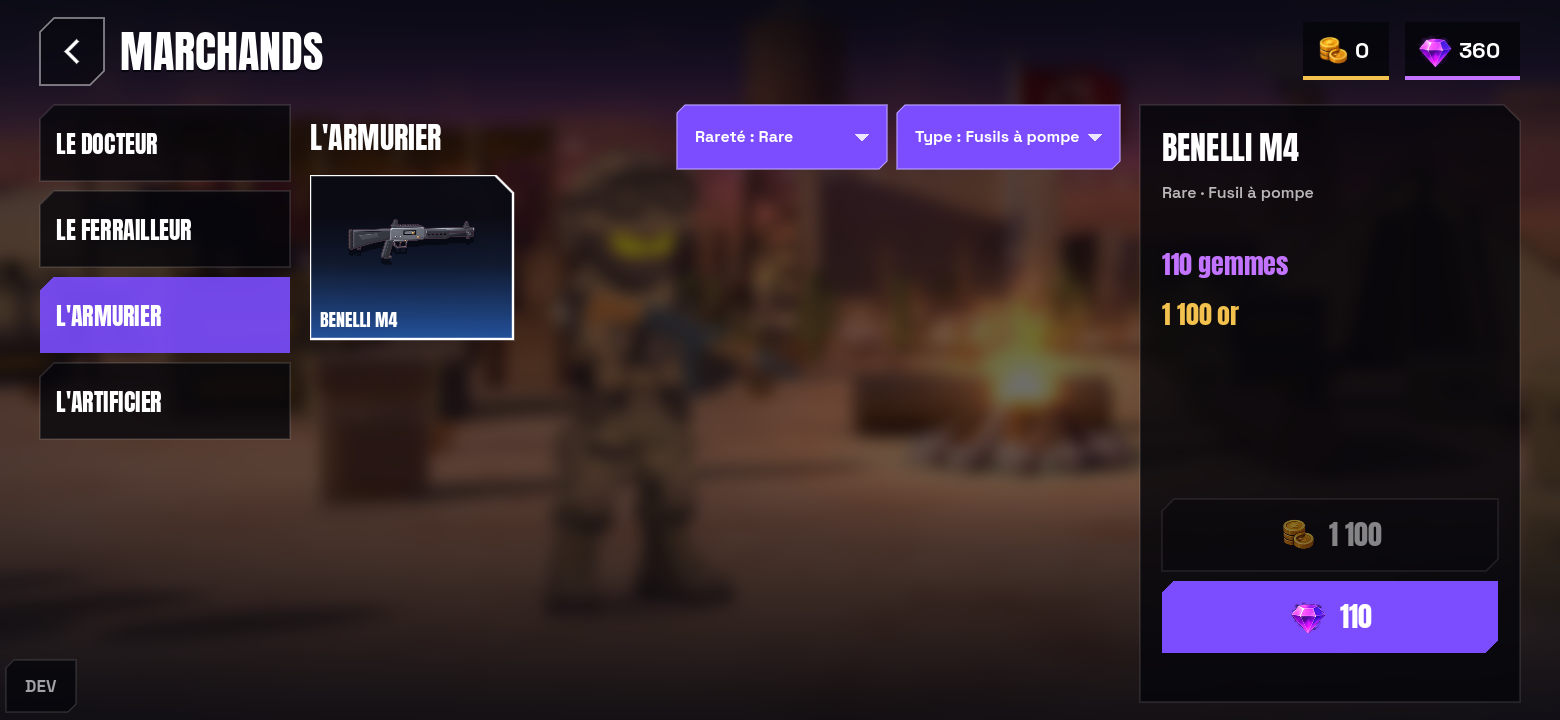 MARCHANDS
0
360
LE DOCTEUR
LE FERRAILLEUR
L'ARMURIER
L'ARTIFICIER
L'ARMURIER
Rareté : Rare
Type : Fusils à pompe
BENELLI M4
BENELLI M4
Rare · Fusil à pompe
110 gemmes
1 100 or
1 100
110
DEV